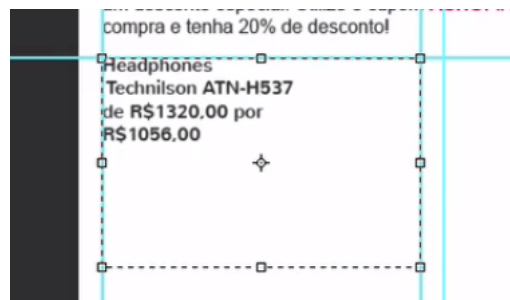 compra e tenha 20% de desconto!
Headphones
Technilson ATN-H537
de R$1320,00 por
R$1056,00